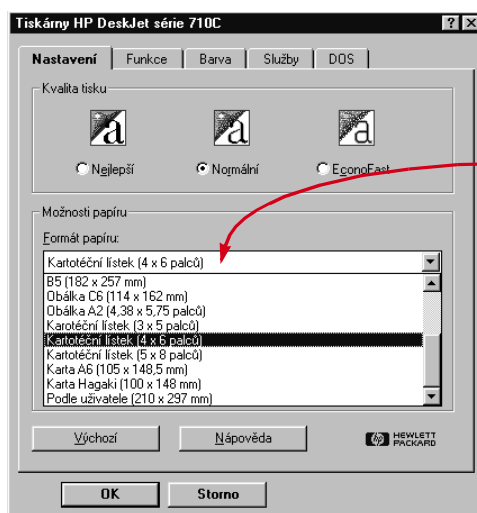 Tiskárny HP DeskJet série 710C
Nastavení Funkce Barva Služby DOS
Kvalita tisku
Nejlepší Normální EconoFast
Možnosti papíru
Formát papíru:
Kartotéční lístek (4 x 6 palců)
B5 (182 x 257 mm)
Obálka C6 (114 x 162 mm)
Obálka A2 (4,38 x 5,75 palců)
Karotéční lístek (3 x 5 palců)
Kartotéční lístek (4 x 6 palců)
Kartotéční lístek (5 x 8 palců)
Karta A6 (105 x 148,5 mm)
Karta Hagaki (100 x 148 mm)
Podle uživatele (210 x 297 mm)
Výchozí Nápověda hp HEWLETT
PACKARD
OK Storno